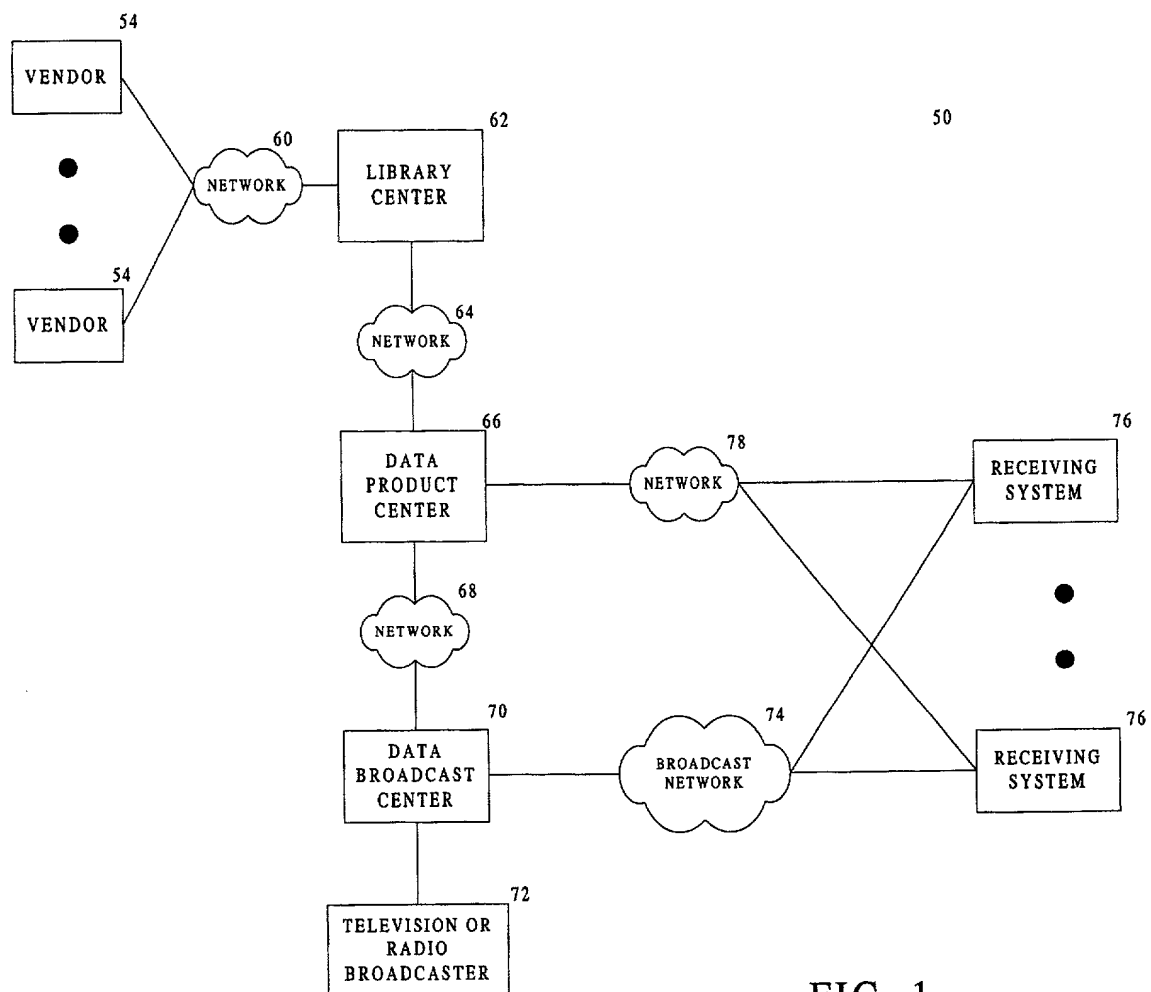 54
VENDOR
60
NETWORK
62
LIBRARY
CENTER
50
54
VENDOR
64
NETWORK
66
DATA
PRODUCT
CENTER
78
NETWORK
76
RECEIVING
SYSTEM
68
NETWORK
70
DATA
BROADCAST
CENTER
74
BROADCAST
NETWORK
76
RECEIVING
SYSTEM
72
TELEVISION OR
RADIO
BROADCASTER
FIG. 1